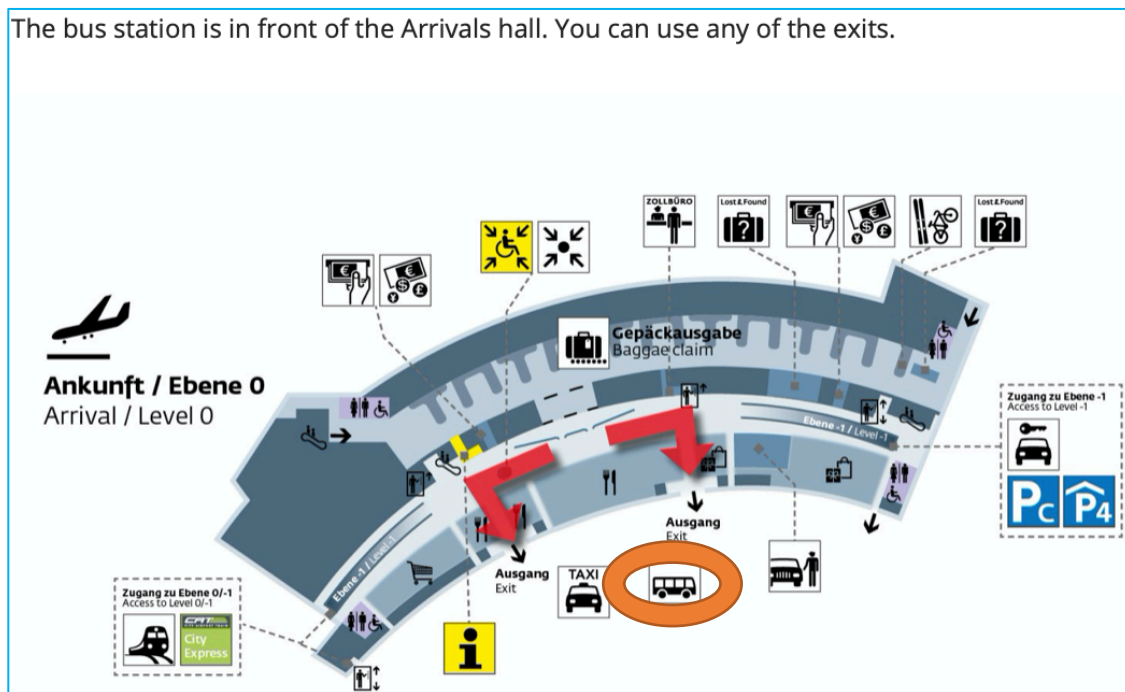 The bus station is in front of the Arrivals hall. You can use any of the exits.
ZOLLBÜRO
Lost & Found
Lost & Found
Gepäckausgabe
Baggae claim
Ankunft / Ebene 0
Arrival / Level 0
Ebene -1 / Level -1
Zugang zu Ebene -1
Access to Level -1
PC
P4
Ausgang
Exit
Ebene -1 / Level -1
Ausgang
Exit
TAXI
Zugang zu Ebene 0/-1
Access to Level 0/-1
CAT
City
Express
i